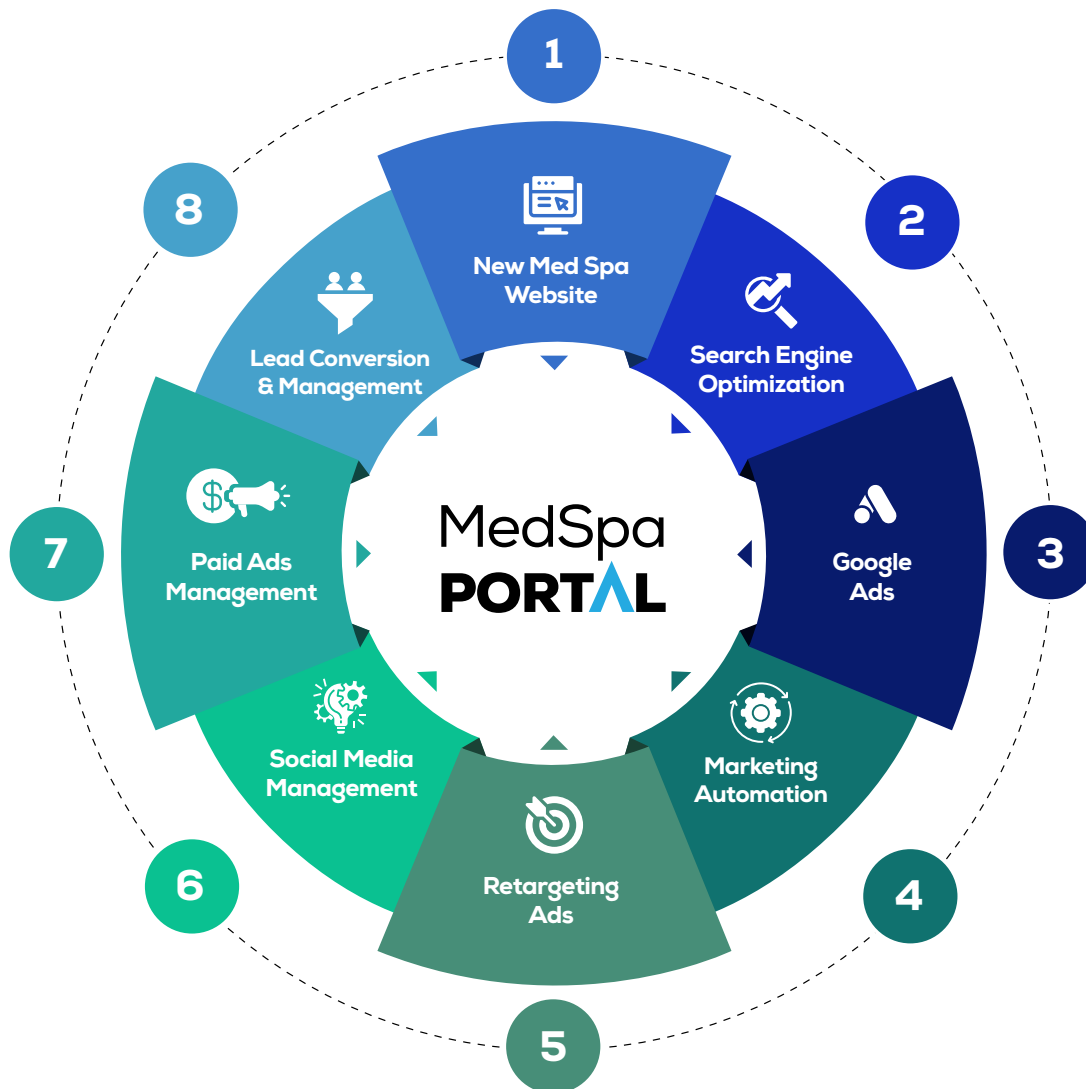 1
New Med Spa
Website
2
Search Engine
Optimization
3
Google
Ads
4
Marketing
Automation
5
Retargeting
Ads
6
Social Media
Management
7
$
Paid Ads
Management
8
Lead Conversion
& Management
MedSpa
PORTAL